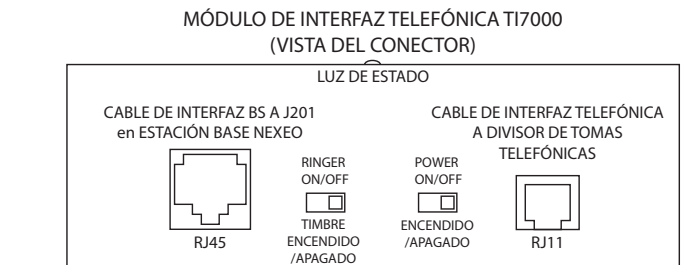 MÓDULO DE INTERFAZ TELEFÓNICA TI7000
(VISTA DEL CONECTOR)
LUZ DE ESTADO
CABLE DE INTERFAZ BS A J201
en ESTACIÓN BASE NEXEO
CABLE DE INTERFAZ TELEFÓNICA
A DIVISOR DE TOMAS
TELEFÓNICAS
RINGER
ON/OFF
POWER
ON/OFF
RJ45
TIMBRE
ENCENDIDO
/APAGADO
ENCENDIDO
/APAGADO
RJ11